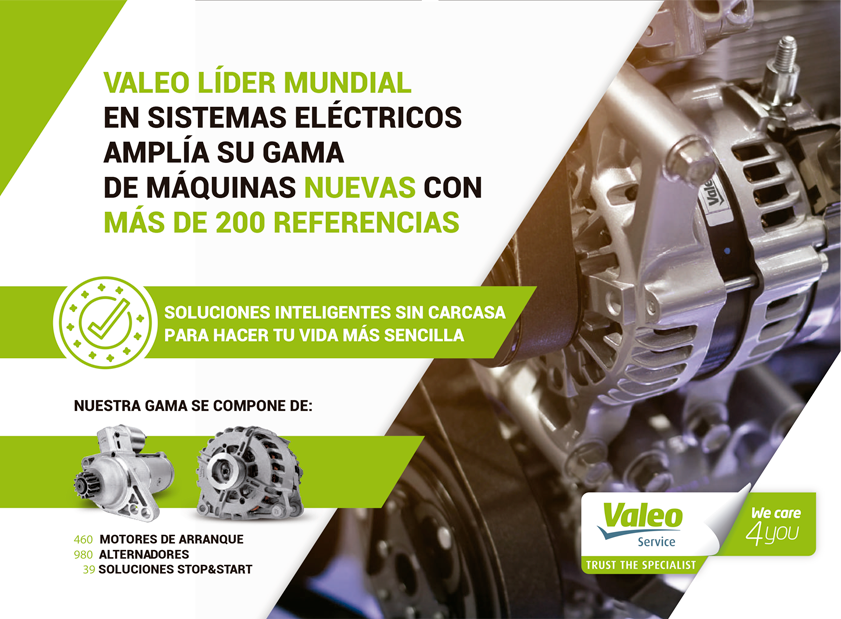 VALEO LÍDER MUNDIAL
EN SISTEMAS ELÉCTRICOS
AMPLÍA SU GAMA
DE MÁQUINAS NUEVAS CON
MÁS DE 200 REFERENCIAS
SOLUCIONES INTELIGENTES SIN CARCASA
PARA HACER TU VIDA MÁS SENCILLA
NUESTRA GAMA SE COMPONE DE:
460 MOTORES DE ARRANQUE
980 ALTERNADORES
39 SOLUCIONES STOP&START
Valeo
Valeo
Service
TRUST THE SPECIALIST
We care
4you